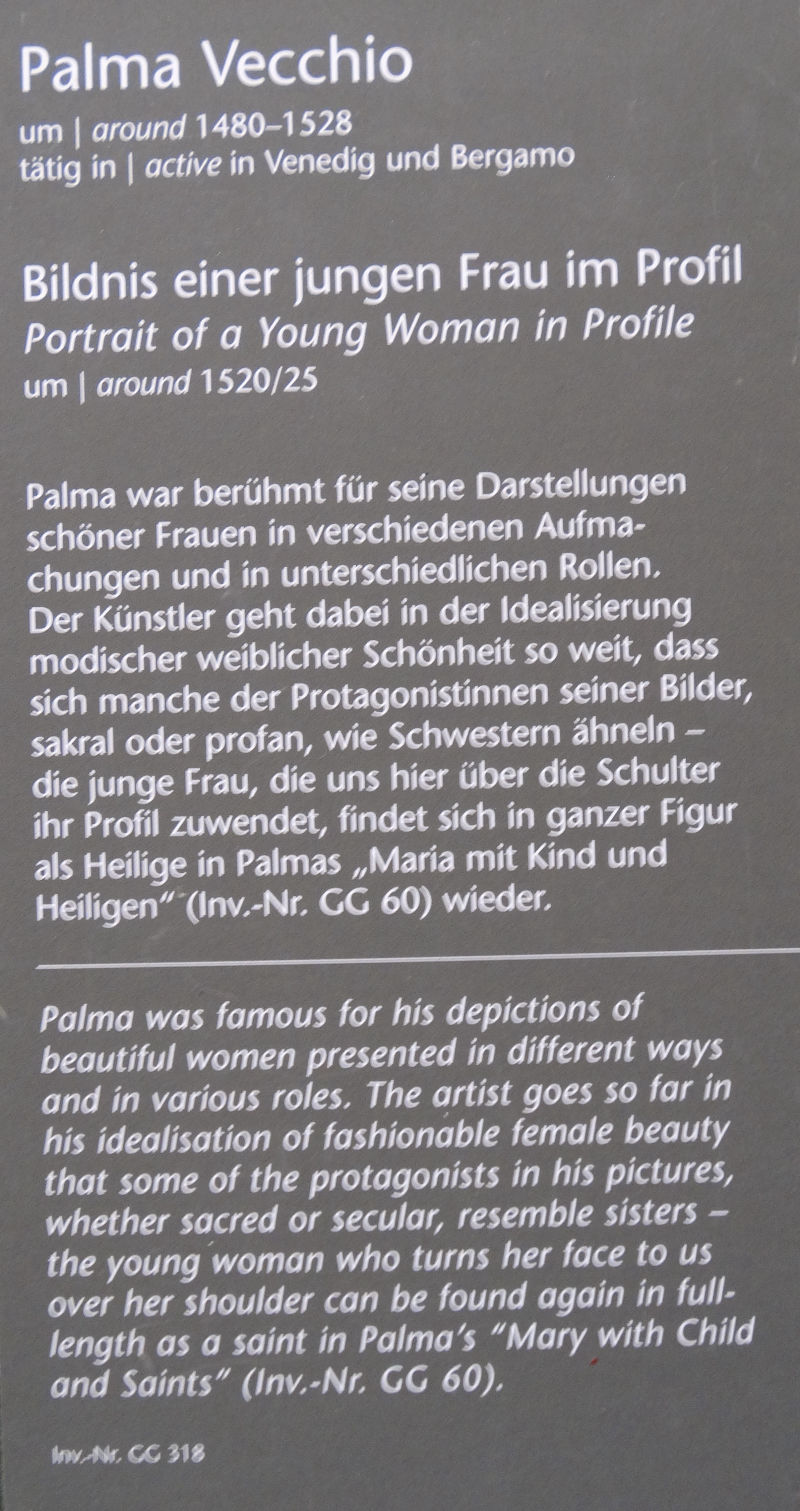 Palma Vecchio
um | around 1480–1528
tätig in | active in Venedig und Bergamo
Bildnis einer jungen Frau im Profil
Portrait of a Young Woman in Profile
um | around 1520/25
Palma war berühmt für seine Darstellungen
schöner Frauen in verschiedenen Aufma-
chungen und in unterschiedlichen Rollen.
Der Künstler geht dabei in der Idealisierung
modischer weiblicher Schönheit so weit, dass
sich manche der Protagonistinnen seiner Bilder,
sakral oder profan, wie Schwestern ähneln –
die junge Frau, die uns hier über die Schulter
ihr Profil zuwendet, findet sich in ganzer Figur
als Heilige in Palmas „Maria mit Kind und
Heiligen“ (Inv.-Nr. GG 60) wieder.
Palma was famous for his depictions of
beautiful women presented in different ways
and in various roles. The artist goes so far in
his idealisation of fashionable female beauty
that some of the protagonists in his pictures,
whether sacred or secular, resemble sisters –
the young woman who turns her face to us
over her shoulder can be found again in full-
length as a saint in Palma's “Mary with Child
and Saints” (Inv.-Nr. GG 60).
Inv.-Nr. GG 318